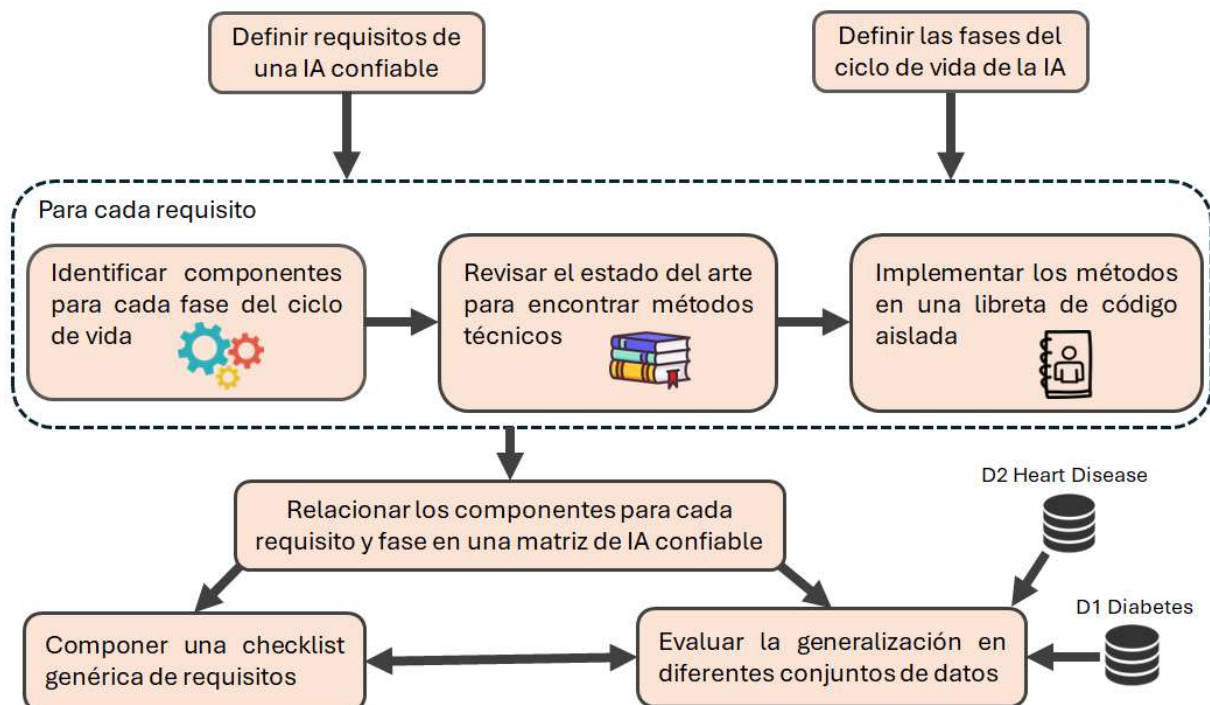 Definir requisitos de
una IA confiable
Definir las fases del
ciclo de vida de la IA
Para cada requisito
Identificar componentes
para cada fase del ciclo
de vida
Revisar el estado del arte
para encontrar métodos
técnicos
Implementar los métodos
en una libreta de código
aislada
Relacionar los componentes para cada
requisito y fase en una matriz de IA confiable
D2 Heart Disease
D1 Diabetes
Componer una checklist
genérica de requisitos
Evaluar la generalización en
diferentes conjuntos de datos